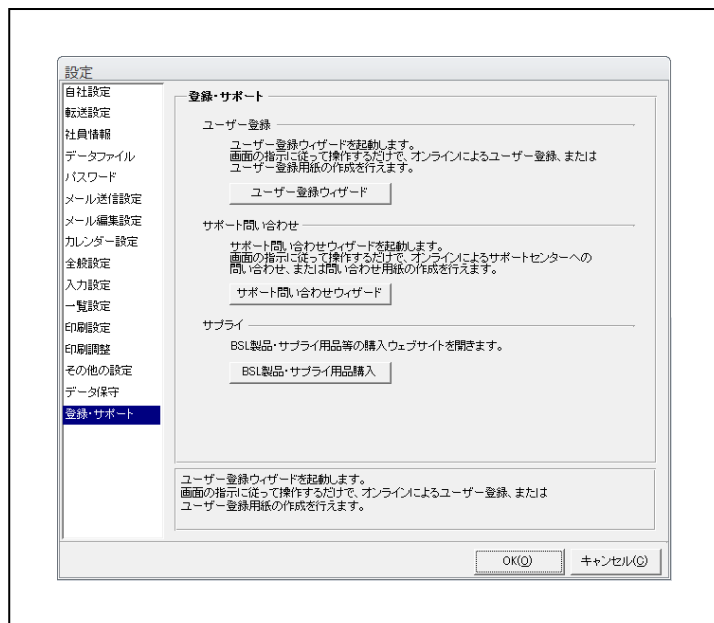 設定
自社設定
転送設定
社員情報
データファイル
パスワード
メール送信設定
メール編集設定
カレンダー設定
全般設定
入力設定
一覧設定
印刷設定
印刷調整
その他の設定
データ保守
登録・サポート
登録・サポート
ユーザー登録
ユーザー登録ウィザードを起動します。
画面の指示に従って操作するだけで、オンラインによるユーザー登録、または
ユーザー登録用紙の作成を行えます。
ユーザー登録ウィザード
サポート問い合わせ
サポート問い合わせウィザードを起動します。
画面の指示に従って操作するだけで、オンラインによるサポートセンターへの
問い合わせ、または問い合わせ用紙の作成を行えます。
サポート問い合わせウィザード
サプライ
BSL製品・サプライ用品等の購入ウェブサイトを開きます。
BSL製品・サプライ用品購入
ユーザー登録ウィザードを起動します。
画面の指示に従って操作するだけで、オンラインによるユーザー登録、または
ユーザー登録用紙の作成を行えます。
OK(O)
キャンセル(C)